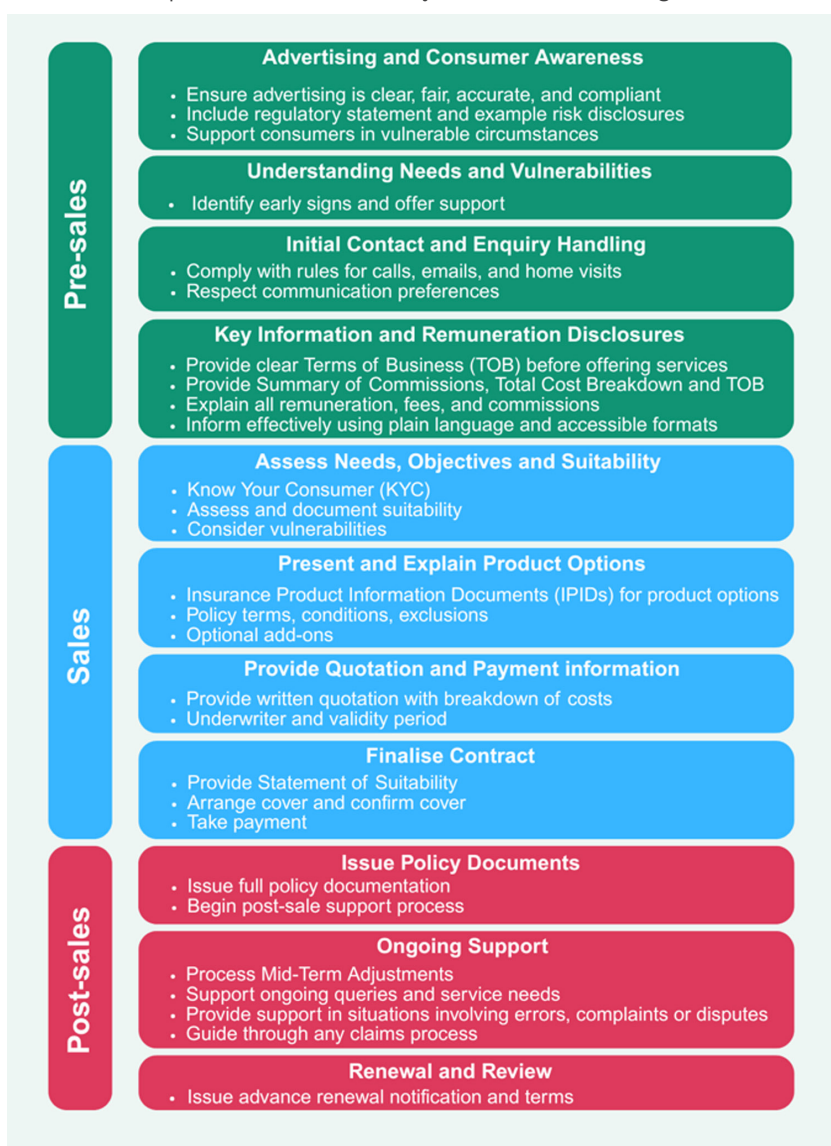 Pre-sales
Advertising and Consumer Awareness
• Ensure advertising is clear, fair, accurate, and compliant
• Include regulatory statement and example risk disclosures
• Support consumers in vulnerable circumstances
Understanding Needs and Vulnerabilities
• Identify early signs and offer support
Initial Contact and Enquiry Handling
• Comply with rules for calls, emails, and home visits
• Respect communication preferences
Key Information and Remuneration Disclosures
• Provide clear Terms of Business (TOB) before offering services
• Provide Summary of Commissions, Total Cost Breakdown and TOB
• Explain all remuneration, fees, and commissions
• Inform effectively using plain language and accessible formats
Sales
Assess Needs, Objectives and Suitability
• Know Your Consumer (KYC)
• Assess and document suitability
• Consider vulnerabilities
Present and Explain Product Options
• Insurance Product Information Documents (IPIDs) for product options
• Policy terms, conditions, exclusions
• Optional add-ons
Provide Quotation and Payment information
• Provide written quotation with breakdown of costs
• Underwriter and validity period
Finalise Contract
• Provide Statement of Suitability
• Arrange cover and confirm cover
• Take payment
Post-sales
Issue Policy Documents
• Issue full policy documentation
• Begin post-sale support process
Ongoing Support
• Process Mid-Term Adjustments
• Support ongoing queries and service needs
• Provide support in situations involving errors, complaints or disputes
• Guide through any claims process
Renewal and Review
• Issue advance renewal notification and terms